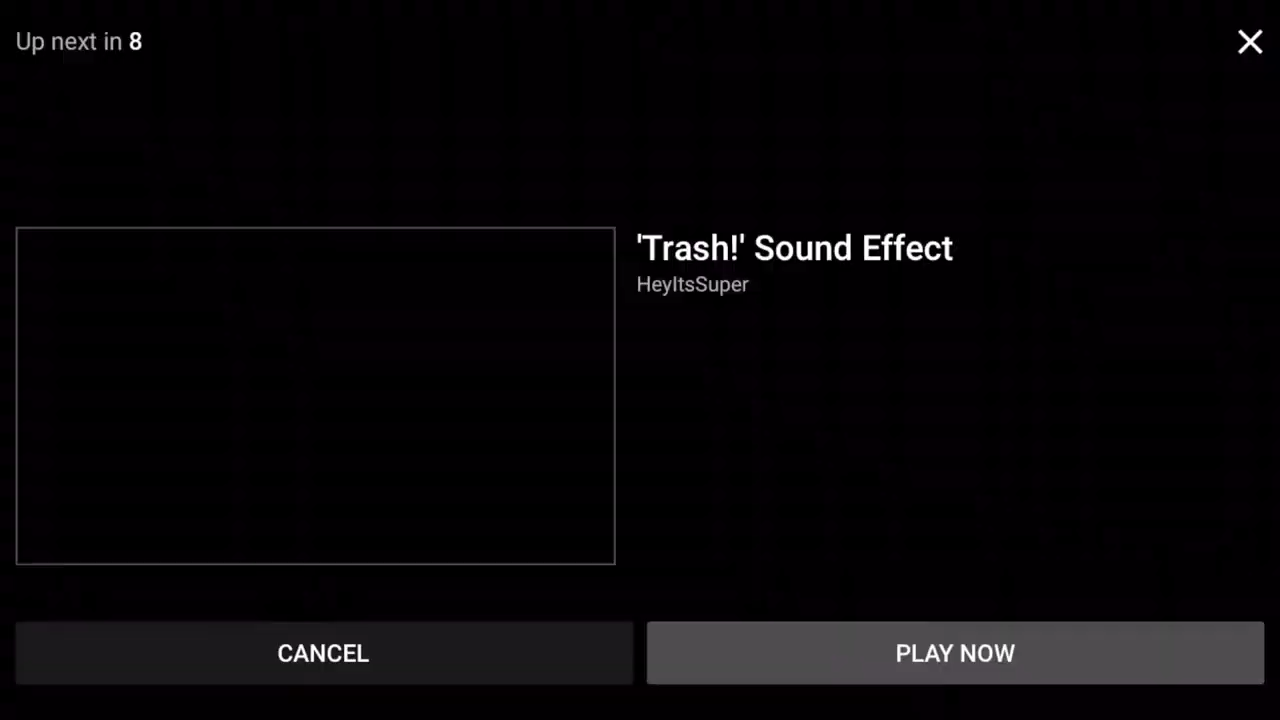 Up next in 8
'Trash!' Sound Effect
HeyItsSuper
CANCEL
PLAY NOW